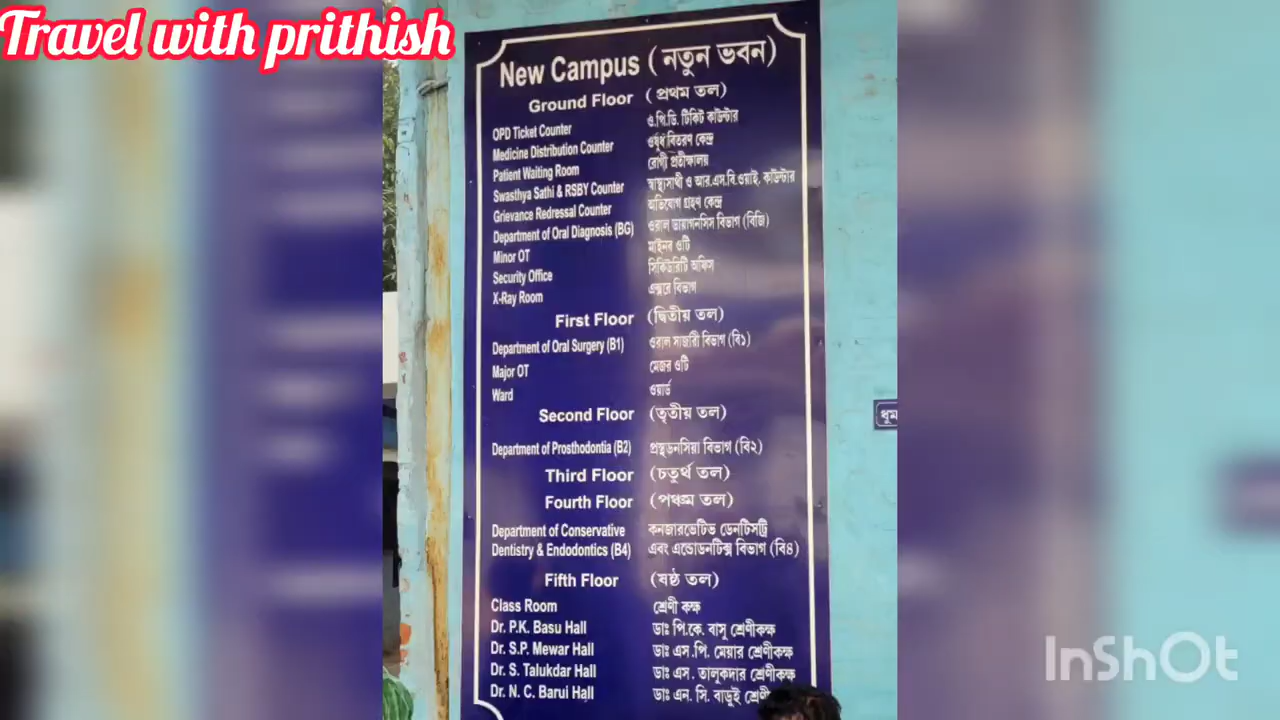 Travel with prithish
New Campus (নতুন ভবন)
Ground Floor (প্রথম তল)
OPD Ticket Counter ও.পি.ডি. টিকিট কাউন্টার
Medicine Distribution Counter ওষুধ বিতরণ কেন্দ্র
Patient Waiting Room রোগী প্রতীক্ষালয়
Swasthya Sathi & RSBY Counter স্বাস্থ্যসাথী ও আর.এস.বি.ওয়াই. কাউন্টার
Grievance Redressal Counter অভিযোগ গ্রহণ কেন্দ্র
Department of Oral Diagnosis (BG) ওরাল ডায়াগনসিস বিভাগ (বিজি)
Minor OT মাইনর ওটি
Security Office সিকিউরিটি অফিস
X-Ray Room এক্সরে বিভাগ
First Floor (দ্বিতীয় তল)
Department of Oral Surgery (B1) ওরাল সার্জারী বিভাগ (বি১)
Major OT মেজর ওটি
Ward ওয়ার্ড
Second Floor (তৃতীয় তল)
Department of Prosthodontia (B2) প্রস্থডনসিয়া বিভাগ (বি২)
Third Floor (চতুর্থ তল)
Fourth Floor (পঞ্চম তল)
Department of Conservative কনজারভেটিভ ডেনটিসট্রি
Dentistry & Endodontics (B4) এবং এন্ডোডনটিক্স বিভাগ (বি৪)
Fifth Floor (ষষ্ঠ তল)
Class Room শ্রেণী কক্ষ
Dr. P.K. Basu Hall ডাঃ পি.কে. বাসু শ্রেণীকক্ষ
Dr. S.P. Mewar Hall ডাঃ এস.পি. মেয়ার শ্রেণীকক্ষ
Dr. S. Talukdar Hall ডাঃ এস. তালুকদার শ্রেণীকক্ষ
Dr. N. C. Barui Hall ডাঃ এন. সি. বাড়ুই
InShOt